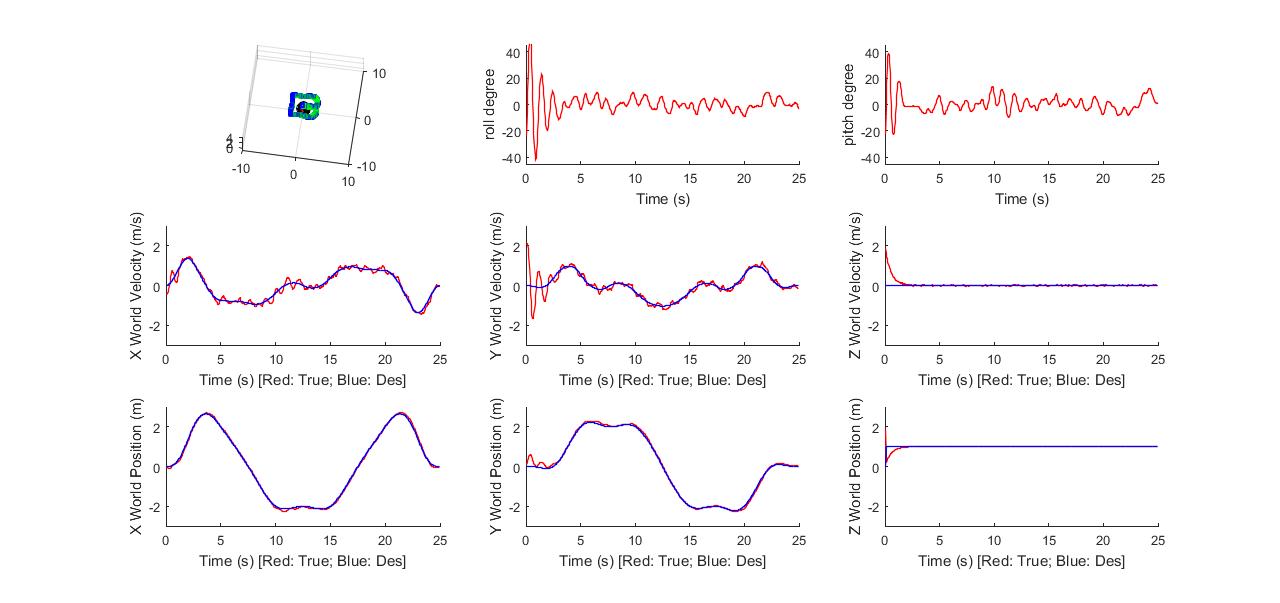 10
0
-10
4
2
0
-10
0
10
roll degree
40
20
0
-20
-40
0 5 10 15 20 25
Time (s)
pitch degree
40
20
0
-20
-40
0 5 10 15 20 25
Time (s)
X World Velocity (m/s)
2
0
-2
0 5 10 15 20 25
Time (s) [Red: True; Blue: Des]
Y World Velocity (m/s)
2
0
-2
0 5 10 15 20 25
Time (s) [Red: True; Blue: Des]
Z World Velocity (m/s)
2
0
-2
0 5 10 15 20 25
Time (s) [Red: True; Blue: Des]
X World Position (m)
2
0
-2
0 5 10 15 20 25
Time (s) [Red: True; Blue: Des]
Y World Position (m)
2
0
-2
0 5 10 15 20 25
Time (s) [Red: True; Blue: Des]
Z World Position (m)
2
0
-2
0 5 10 15 20 25
Time (s) [Red: True; Blue: Des]